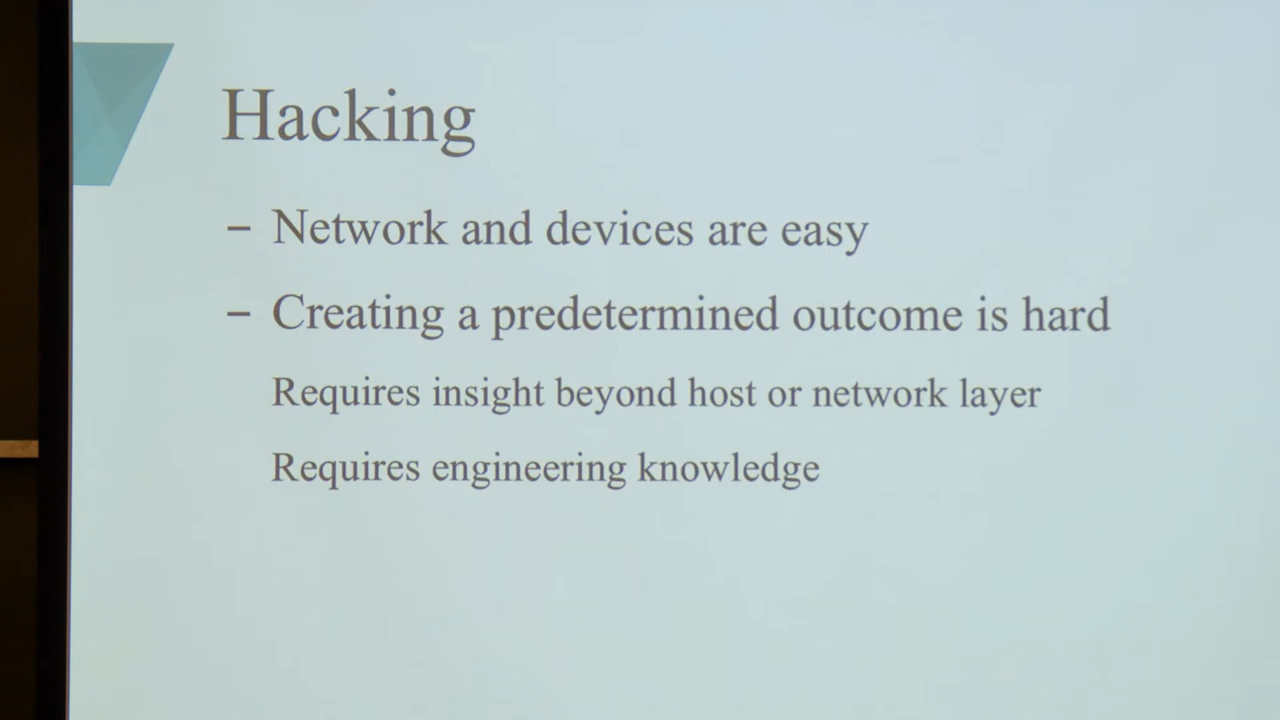 Hacking
– Network and devices are easy
– Creating a predetermined outcome is hard
Requires insight beyond host or network layer
Requires engineering knowledge